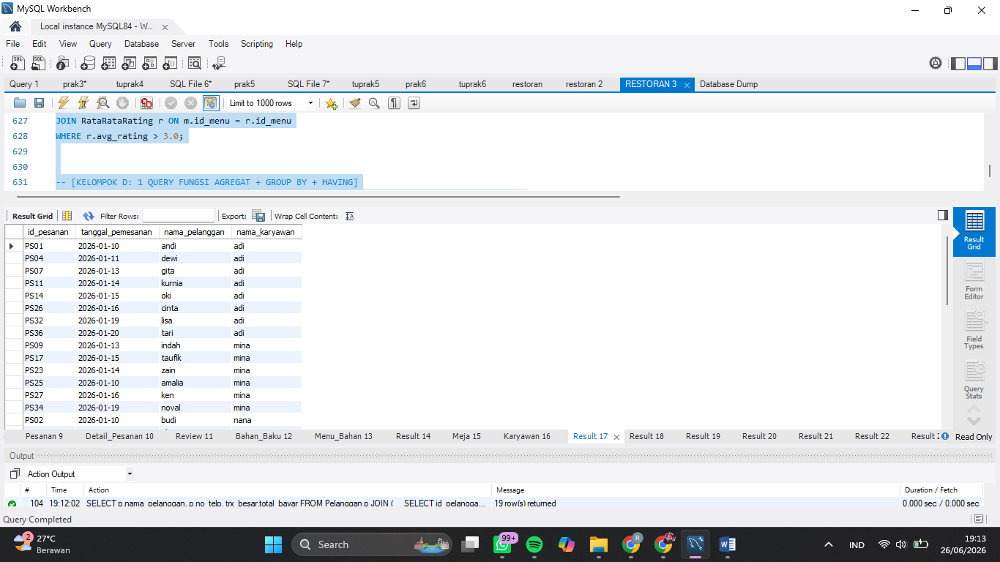 MySQL Workbench
Local instance MySQL84 - W...
File Edit View Query Database Server Tools Scripting Help
Query 1 prak3* tuprak4 SQL File 6* prak5 SQL File 7* tuprak5 prak6 tuprak6 restoran restoran 2 RESTORAN 3 Database Dump
Limit to 1000 rows
627 JOIN RataRataRating r ON m.id_menu = r.id_menu
628 WHERE r.avg_rating > 3.0;
629
630
631 -- [KELOMPOK D: 1 QUERY FUNGSI AGREGAT + GROUP BY + HAVING]
Result Grid Filter Rows: Export: Wrap Cell Content:
id_pesanan tanggal_pemesanan nama_pelanggan nama_karyawan
PS01 2026-01-10 andi adi
PS04 2026-01-11 dewi adi
PS07 2026-01-13 gita adi
PS11 2026-01-14 kurnia adi
PS14 2026-01-15 oki adi
PS26 2026-01-16 cinta adi
PS32 2026-01-19 lisa adi
PS36 2026-01-20 tari adi
PS09 2026-01-13 indah mina
PS17 2026-01-15 taufik mina
PS23 2026-01-14 zain mina
PS25 2026-01-10 amalia mina
PS27 2026-01-16 ken mina
PS34 2026-01-19 noval mina
PS02 2026-01-10 budi nana
Result Grid
Form Editor
Field Types
Query Stats
Pesanan 9 Detail_Pesanan 10 Review 11 Bahan_Baku 12 Menu_Bahan 13 Result 14 Meja 15 Karyawan 16 Result 17 Result 18 Result 19 Result 20 Result 21 Result 22 Result 2 Read Only
Output
Action Output
# Time Action Message Duration / Fetch
104 19:12:02 SELECT p.nama_pelanggan, p.no_telp, trx_besar.total_bayar FROM Pelanggan p JOIN ( SELECT id_pelangga... 19 row(s) returned 0.000 sec / 0.000 sec
Query Completed
2
27°C
Berawan
Search
99+
R
IND
19:13
26/06/2026